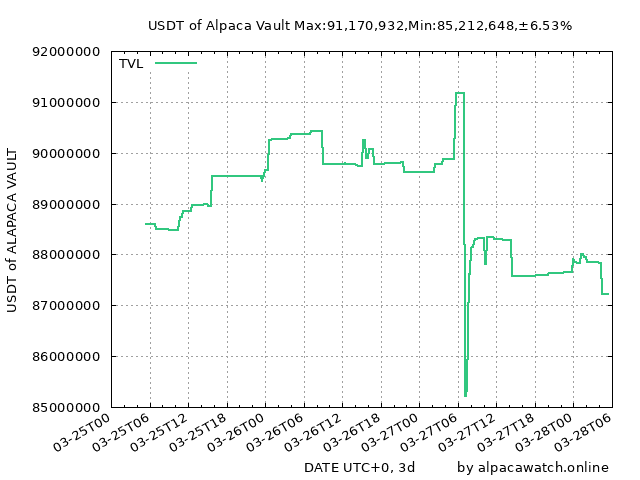 USDT of Alpaca Vault Max:91,170,932,Min:85,212,648,±6.53%
TVL
92000000
91000000
90000000
89000000
88000000
87000000
86000000
85000000
USDT of ALAPACA VAULT
03-25T00
03-25T06
03-25T12
03-25T18
03-26T00
03-26T06
03-26T12
03-26T18
03-27T00
03-27T06
03-27T12
03-27T18
03-28T00
03-28T06
DATE UTC+0, 3d
by alpacawatch.online